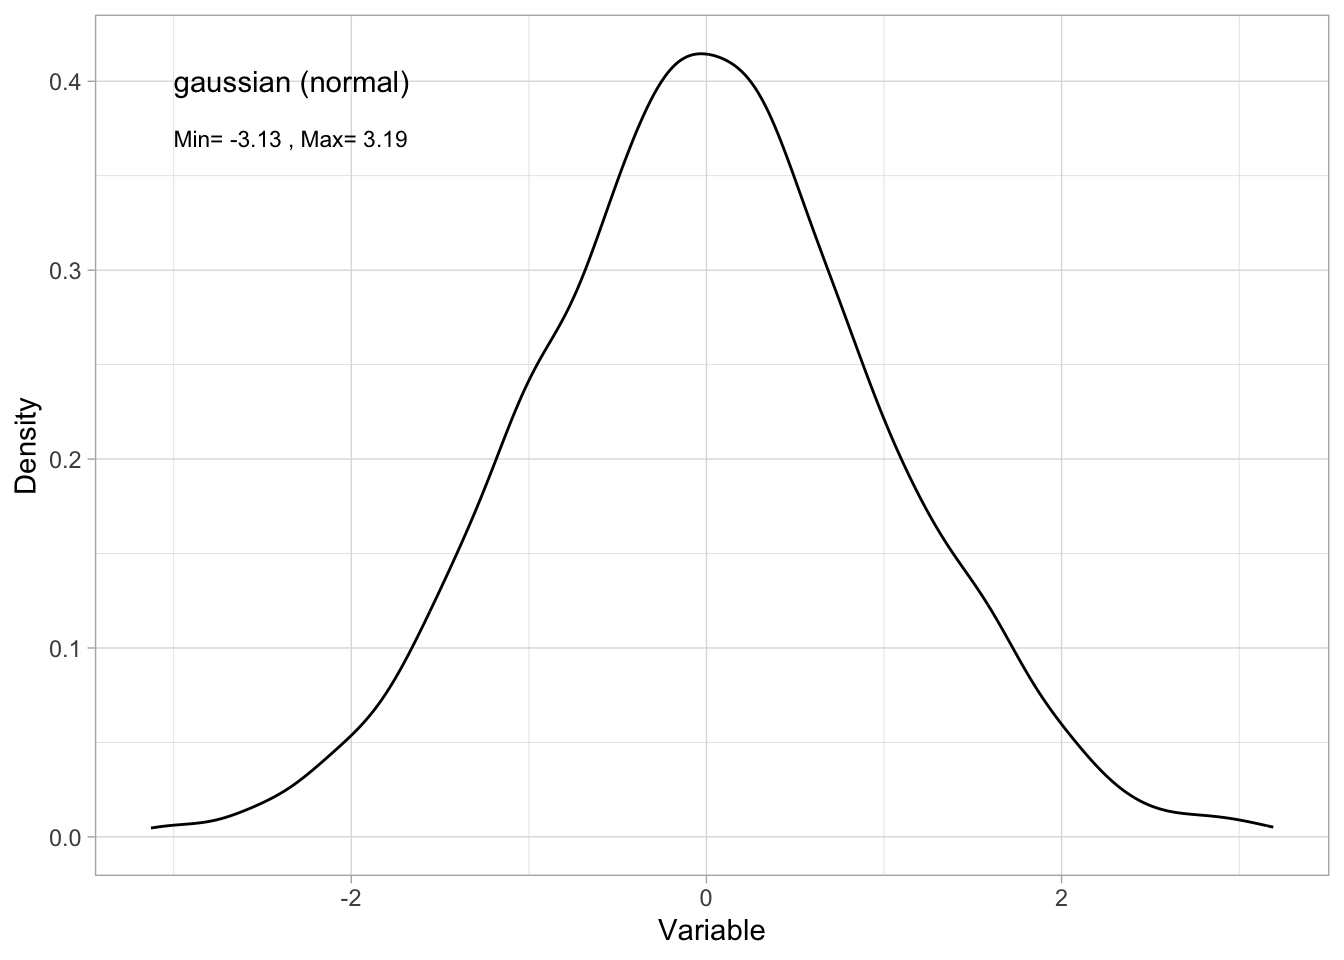 gaussian (normal)
Min= -3.13 , Max= 3.19
0.4
0.3
0.2
0.1
0.0
Density
-2
0
2
Variable